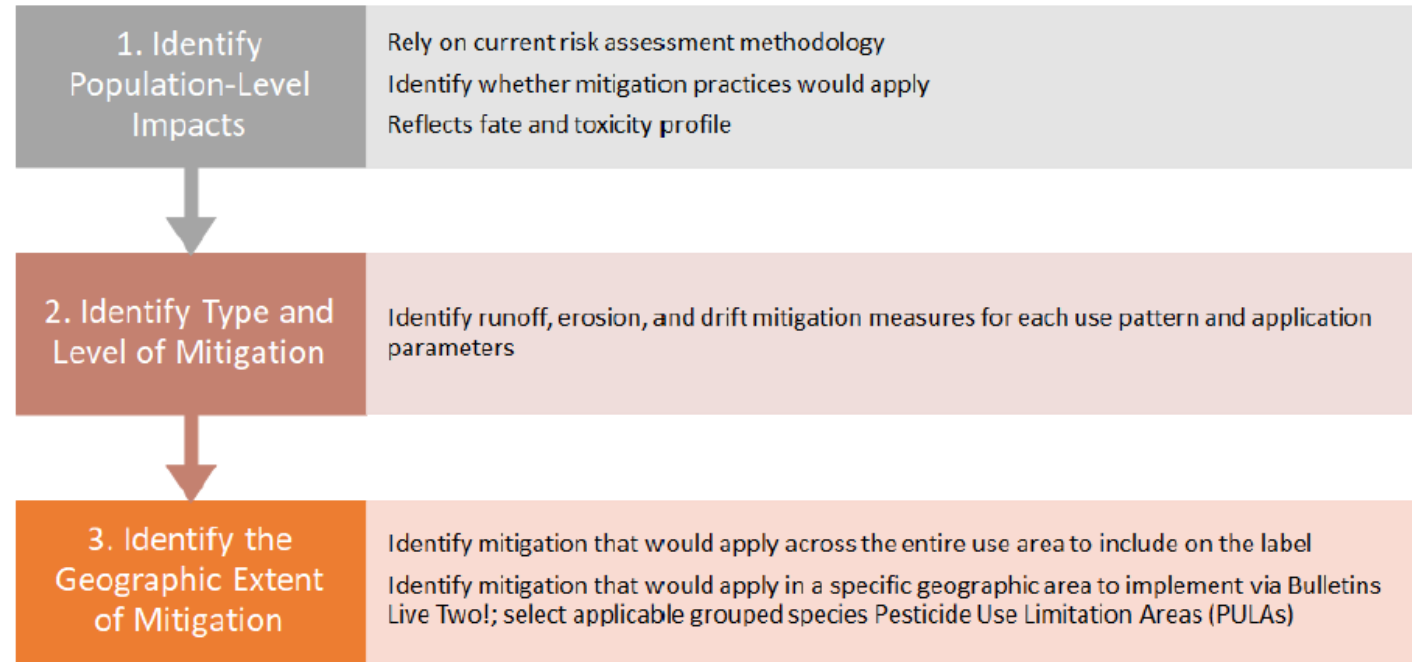 1. Identify
Population-Level
Impacts
Rely on current risk assessment methodology
Identify whether mitigation practices would apply
Reflects fate and toxicity profile
2. Identify Type and
Level of Mitigation
Identify runoff, erosion, and drift mitigation measures for each use pattern and application
parameters
3. Identify the
Geographic Extent
of Mitigation
Identify mitigation that would apply across the entire use area to include on the label
Identify mitigation that would apply in a specific geographic area to implement via Bulletins
Live Two!; select applicable grouped species Pesticide Use Limitation Areas (PULAs)